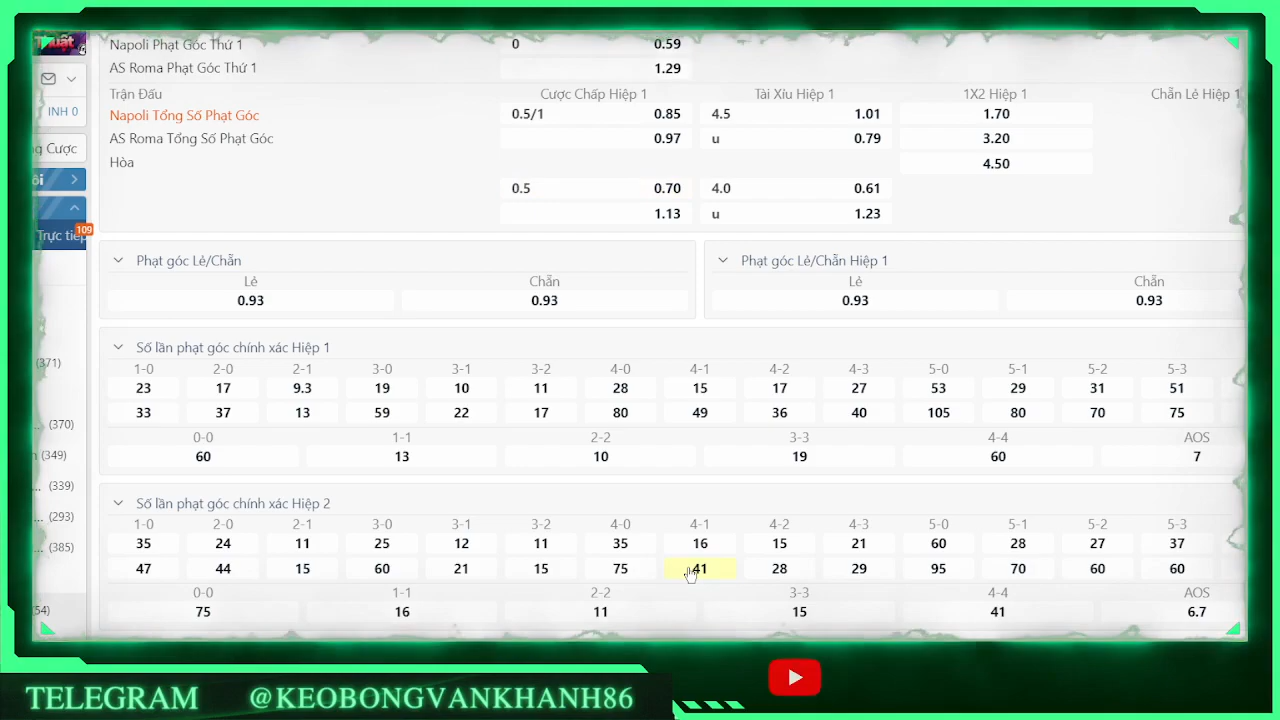 Thuật
Napoli Phạt Góc Thứ 1 0 0.59
AS Roma Phạt Góc Thứ 1 1.29
Trận Đấu Cược Chấp Hiệp 1 Tài Xỉu Hiệp 1 1X2 Hiệp 1 Chẵn Lẻ Hiệp 1
INH 0
Napoli Tổng Số Phạt Góc 0.5/1 0.85 4.5 1.01 1.70
AS Roma Tổng Số Phạt Góc 0.97 u 0.79 3.20
ng Cược
Hòa 4.50
ôi
0.5 0.70 4.0 0.61
1.13 u 1.23
Trực tiếp 109
Phạt góc Lẻ/Chẵn Phạt góc Lẻ/Chẵn Hiệp 1
Lẻ Chẵn Lẻ Chẵn
0.93 0.93 0.93 0.93
Số lần phạt góc chính xác Hiệp 1
(371)
1-0 2-0 2-1 3-0 3-1 3-2 4-0 4-1 4-2 4-3 5-0 5-1 5-2 5-3
23 17 9.3 19 10 11 28 15 17 27 53 29 31 51
33 37 13 59 22 17 80 49 36 40 105 80 70 75
(370)
0-0 1-1 2-2 3-3 4-4 AOS
(349)
60 13 10 19 60 7
(339)
Số lần phạt góc chính xác Hiệp 2
(293)
1-0 2-0 2-1 3-0 3-1 3-2 4-0 4-1 4-2 4-3 5-0 5-1 5-2 5-3
35 24 11 25 12 11 35 16 15 21 60 28 27 37
(385)
47 44 15 60 21 15 75 41 28 29 95 70 60 60
0-0 1-1 2-2 3-3 4-4 AOS
(54)
75 16 11 15 41 6.7
TELEGRAM @KEOBONGVANKHANH86